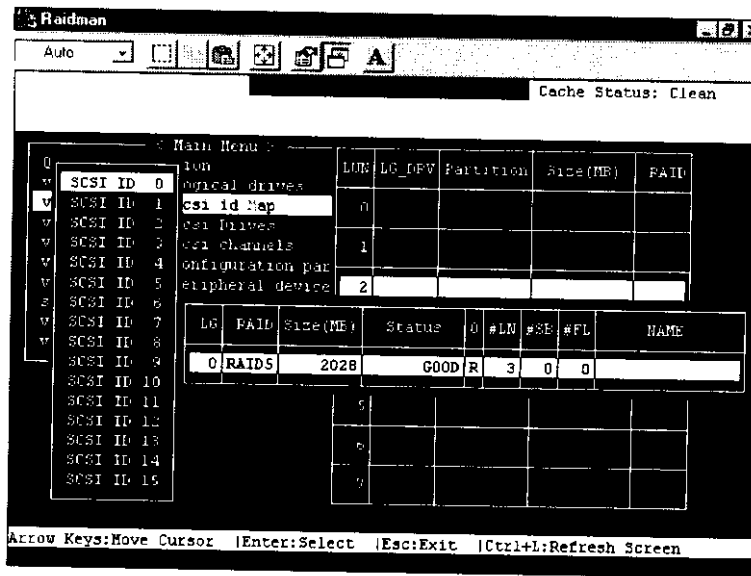 Raidman
Auto
A
Cache Status: Clean
< Main Menu >
ion
ogical drives
csi id Map
csi Drives
csi channels
onfiguration par
eripheral device
SCSI ID 0
SCSI ID 1
SCSI ID 2
SCSI ID 3
SCSI ID 4
SCSI ID 5
SCSI ID 6
SCSI ID 7
SCSI ID 8
SCSI ID 9
SCSI ID 10
SCSI ID 11
SCSI ID 12
SCSI ID 13
SCSI ID 14
SCSI ID 15
LUN LG_DRV Partition Size(MB) RAID
0
1
2
LG RAID Size(MB) Status O #LN #SB #FL NAME
0 RAID5 2028 GOOD R 3 0 0
5
6
Arrow Keys:Move Cursor |Enter:Select |Esc:Exit |Ctrl+L:Refresh Screen